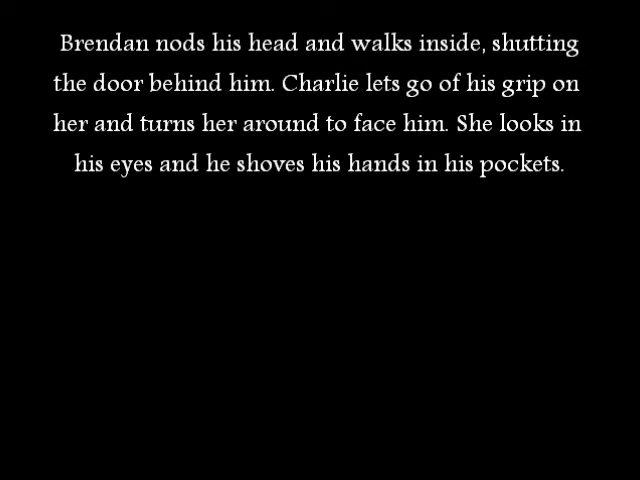 Brendan nods his head and walks inside, shutting
the door behind him. Charlie lets go of his grip on
her and turns her around to face him. She looks in
his eyes and he shoves his hands in his pockets.